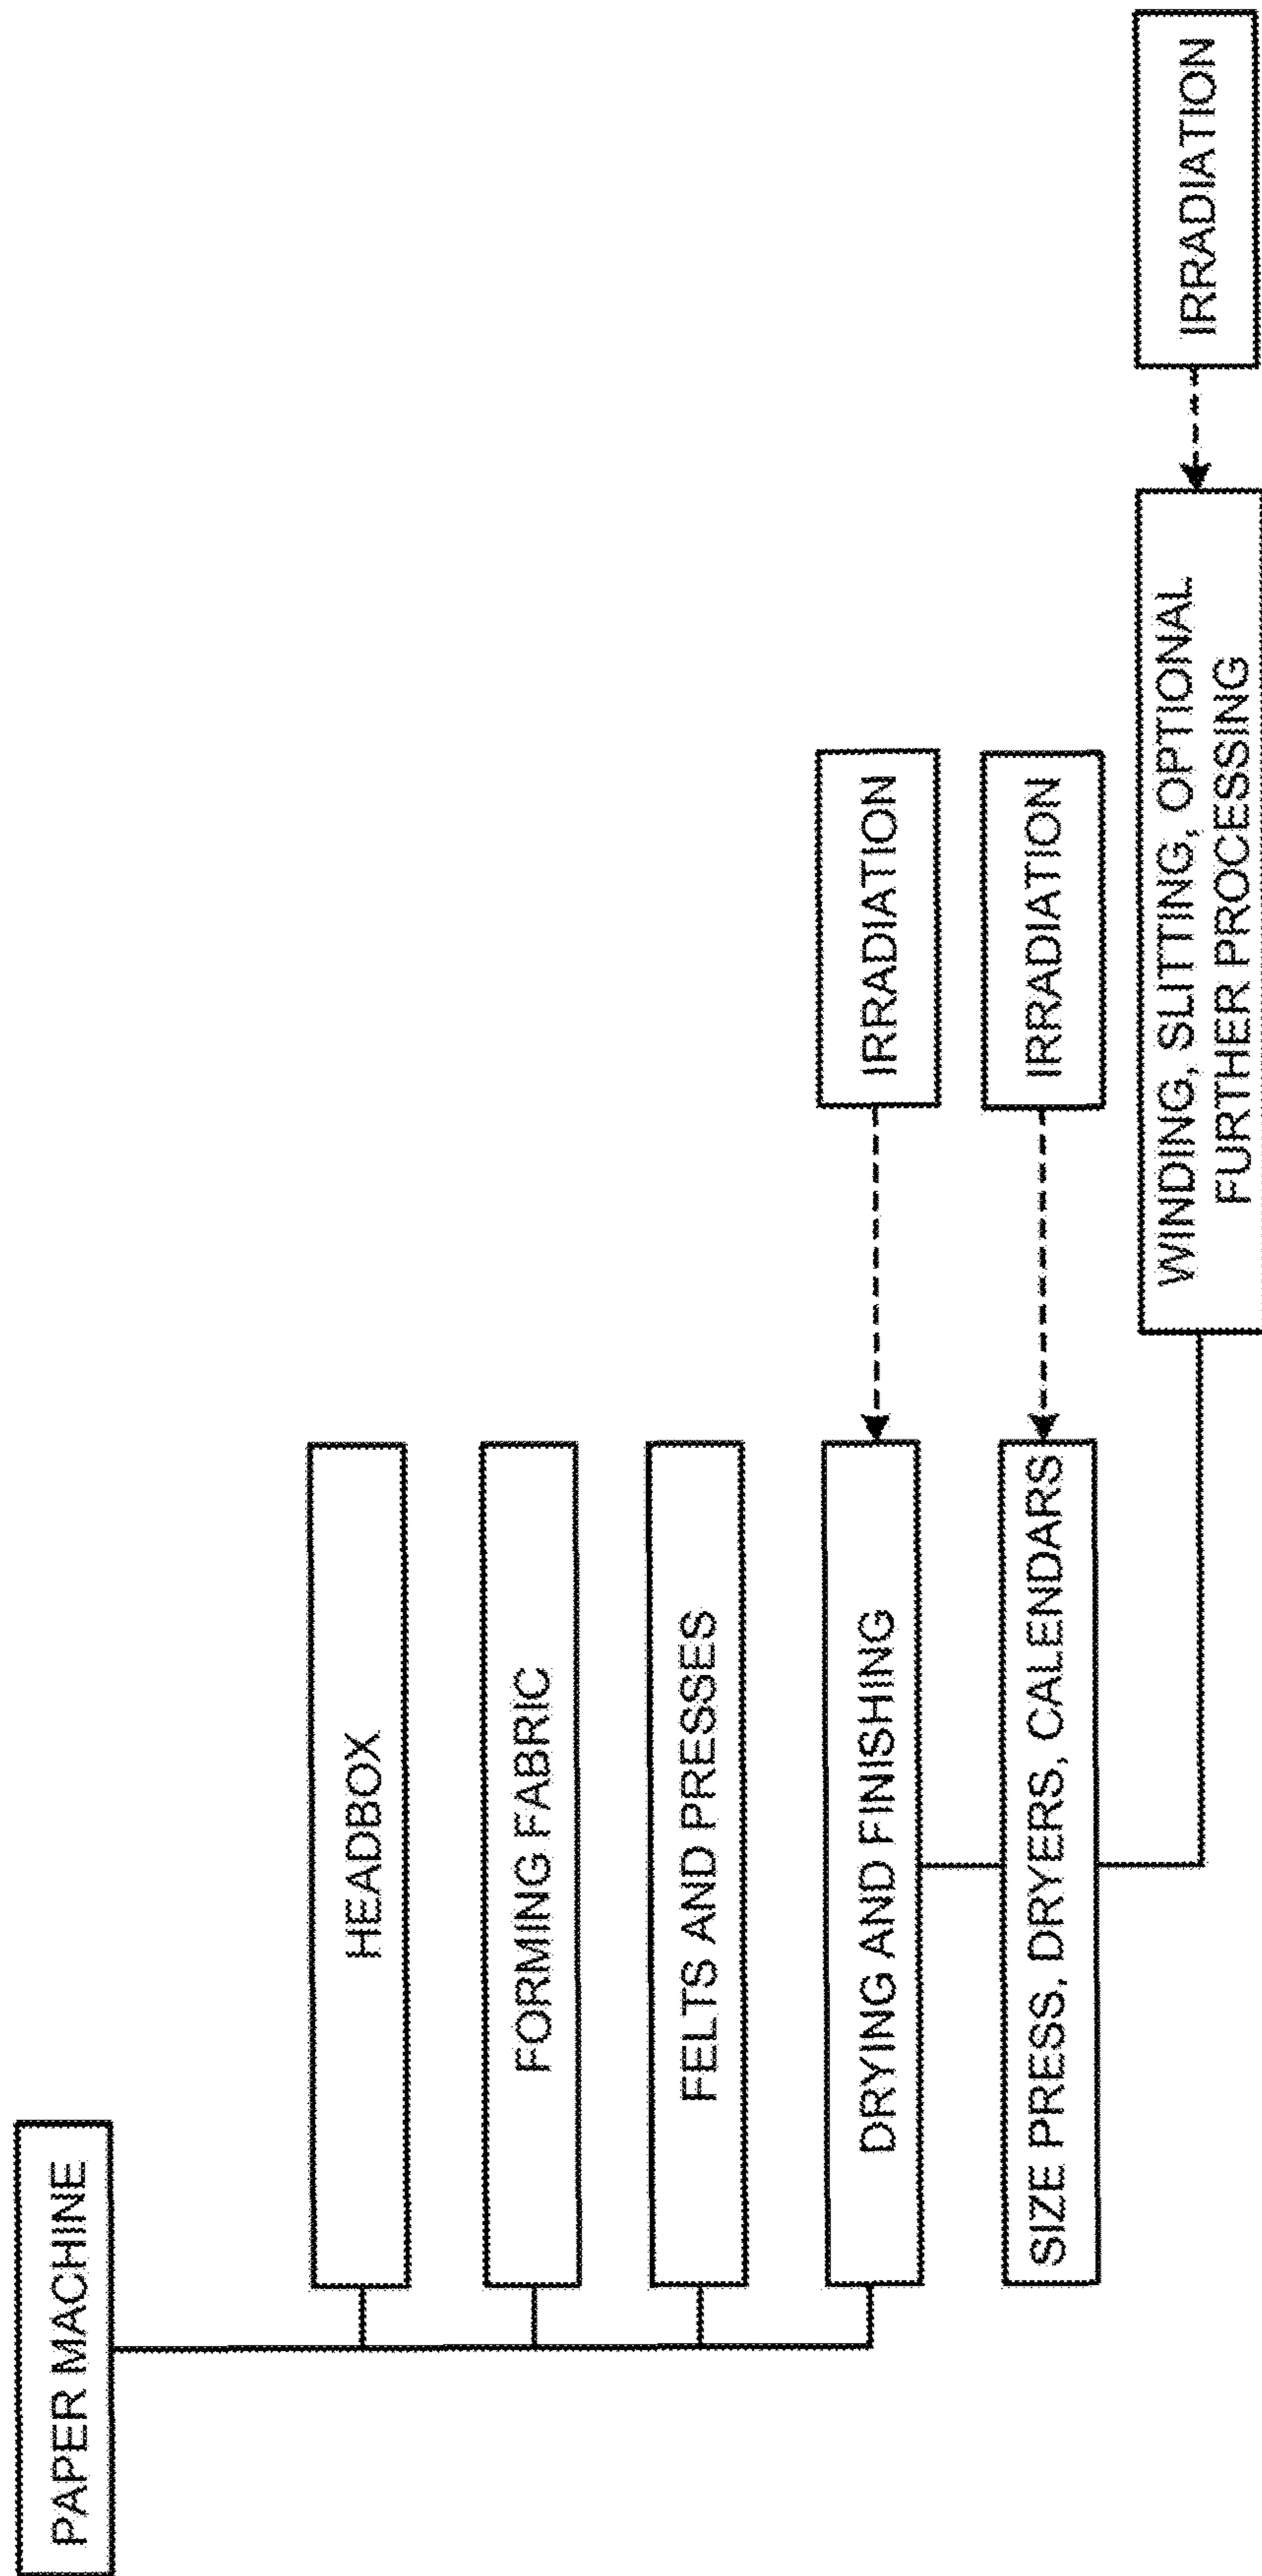 PAPER MACHINE
HEADBOX
FORMING FABRIC
FELTS AND PRESSES
DRYING AND FINISHING
IRRADIATION
SIZE PRESS, DRYERS, CALENDARS
IRRADIATION
WINDING, SLITTING, OPTIONAL
FURTHER PROCESSING
IRRADIATION